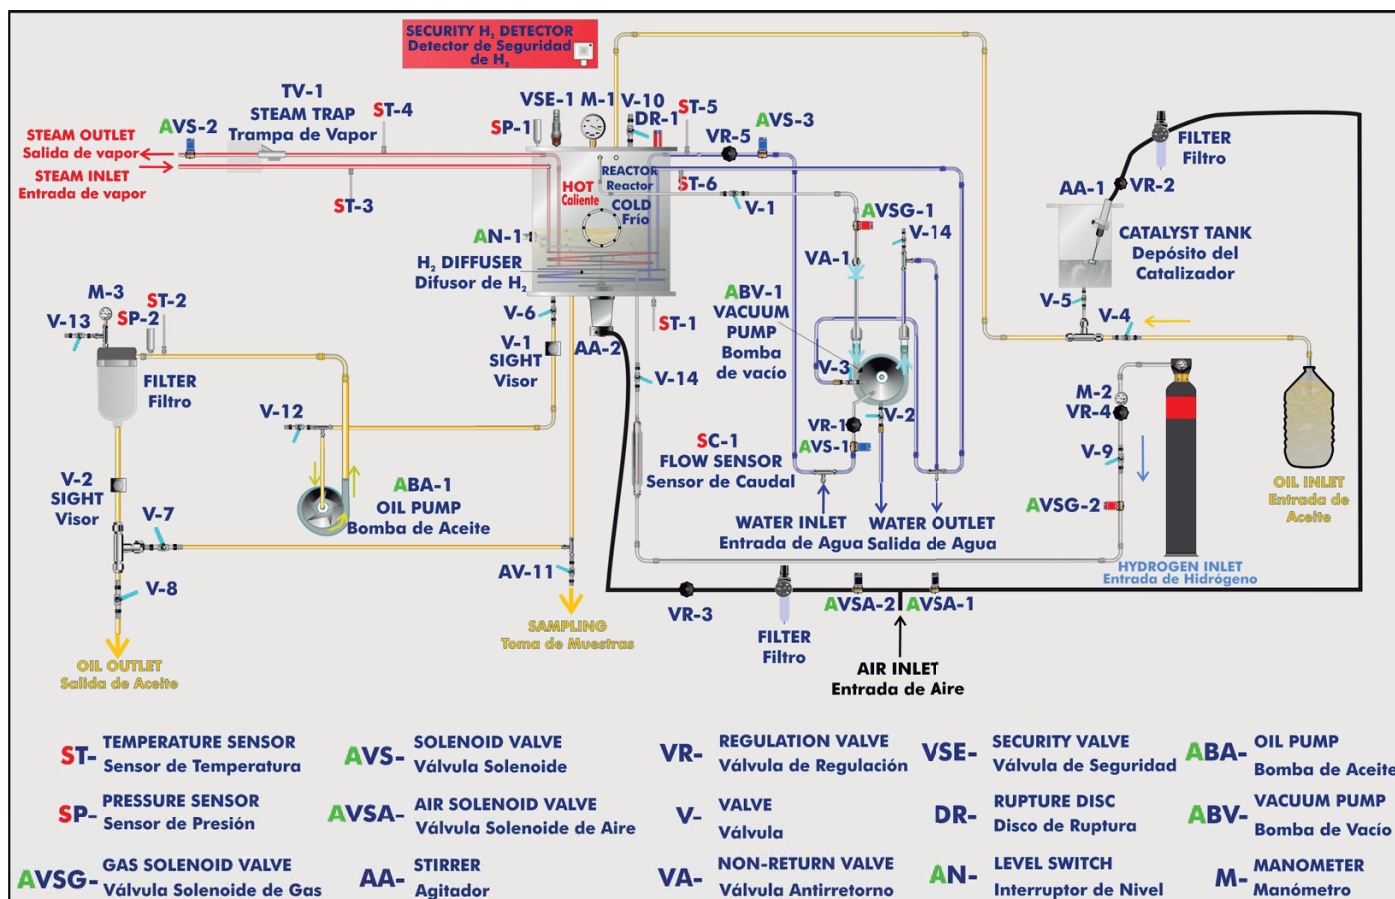 SECURITY H₂ DETECTOR
Detector de Seguridad
de H₂
TV-1
STEAM TRAP
Trampa de Vapor
AVS-2
ST-4
STEAM OUTLET
Salida de vapor
STEAM INLET
Entrada de vapor
ST-3
VSE-1
M-1
V-10
DR-1
SP-1
ST-5
VR-5
AVS-3
REACTOR
Reactor
HOT
Caliente
COLD
Frío
ST-6
V-1
AN-1
H₂ DIFFUSER
Difusor de H₂
AVSG-1
V-14
VA-1
FILTER
Filtro
AA-1
VR-2
CATALYST TANK
Depósito del
Catalizador
V-5
V-4
M-3
ST-2
V-13
SP-2
FILTER
Filtro
V-6
V-1
SIGHT
Visor
AA-2
ST-1
V-14
ABV-1
VACUUM
PUMP
Bomba
de vacío
V-3
V-2
VR-1
AVS-1
V-12
SC-1
FLOW SENSOR
Sensor de Caudal
M-2
VR-4
V-9
AVSG-2
OIL INLET
Entrada de
Aceite
V-2
SIGHT
Visor
ABA-1
OIL PUMP
Bomba de Aceite
WATER INLET
Entrada de Agua
WATER OUTLET
Salida de Agua
HYDROGEN INLET
Entrada de Hidrógeno
V-7
V-8
AV-11
VR-3
AVSA-2
AVSA-1
FILTER
Filtro
SAMPLING
Toma de Muestras
AIR INLET
Entrada de Aire
OIL OUTLET
Salida de Aceite
ST- TEMPERATURE SENSOR
Sensor de Temperatura
AVS- SOLENOID VALVE
Válvula Solenoide
VR- REGULATION VALVE
Válvula de Regulación
VSE- SECURITY VALVE
Válvula de Seguridad
ABA- OIL PUMP
Bomba de Aceite
SP- PRESSURE SENSOR
Sensor de Presión
AVSA- AIR SOLENOID VALVE
Válvula Solenoide de Aire
V- VALVE
Válvula
DR- RUPTURE DISC
Disco de Ruptura
ABV- VACUUM PUMP
Bomba de Vacío
AVSG- GAS SOLENOID VALVE
Válvula Solenoide de Gas
AA- STIRRER
Agitador
VA- NON-RETURN VALVE
Válvula Antirretorno
AN- LEVEL SWITCH
Interruptor de Nivel
M- MANOMETER
Manómetro